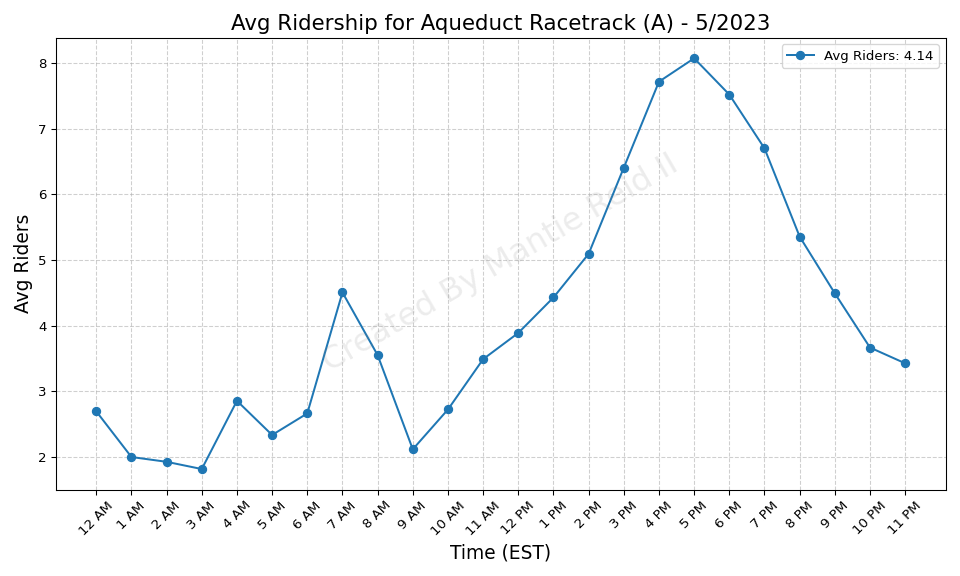 Avg Ridership for Aqueduct Racetrack (A) - 5/2023
Avg Riders: 4.14
8
7
6
5
4
3
2
Avg Riders
Created By Mantie Reid II
12 AM
1 AM
2 AM
3 AM
4 AM
5 AM
6 AM
7 AM
8 AM
9 AM
10 AM
11 AM
12 PM
1 PM
2 PM
3 PM
4 PM
5 PM
6 PM
7 PM
8 PM
9 PM
10 PM
11 PM
Time (EST)